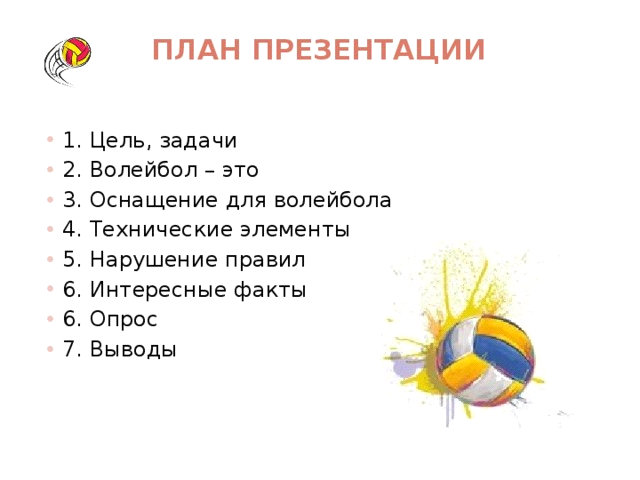 ПЛАН ПРЕЗЕНТАЦИИ
• 1. Цель, задачи
• 2. Волейбол – это
• 3. Оснащение для волейбола
• 4. Технические элементы
• 5. Нарушение правил
• 6. Интересные факты
• 6. Опрос
• 7. Выводы